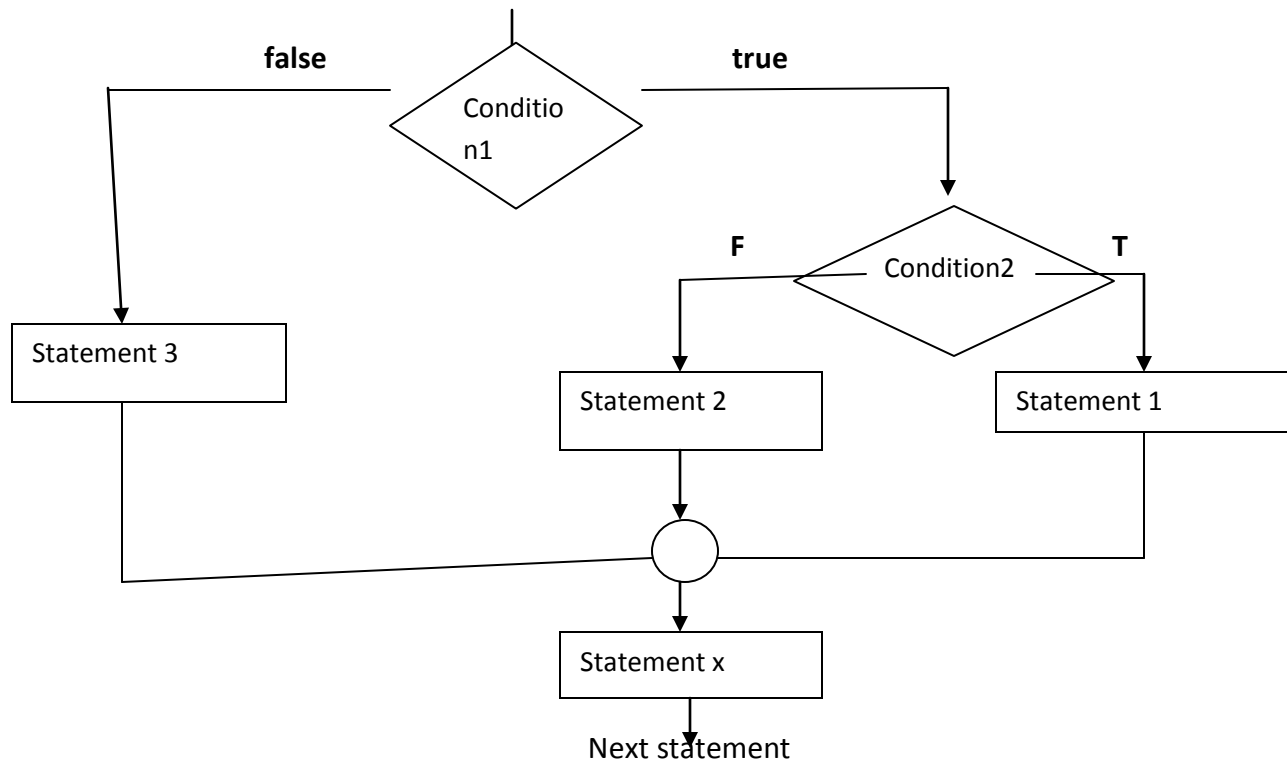 false
true
Conditio
n1
F
Condition2
T
Statement 3
Statement 2
Statement 1
Statement x
Next statement